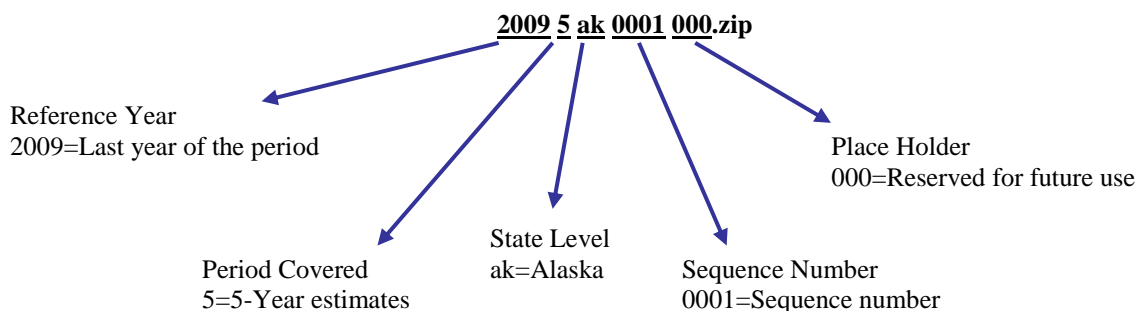 2009 5 ak 0001 000.zip
Reference Year
2009=Last year of the period
Place Holder
000=Reserved for future use
State Level
ak=Alaska
Period Covered
5=5-Year estimates
Sequence Number
0001=Sequence number